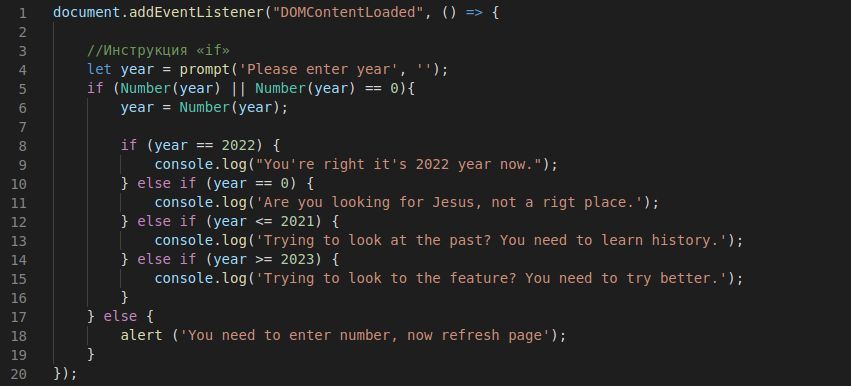 1 document.addEventListener("DOMContentLoaded", () => {
2
3 //Инструкция «if»
4 let year = prompt('Please enter year', '');
5 if (Number(year) || Number(year) == 0){
6 year = Number(year);
7
8 if (year == 2022) {
9 console.log("You're right it's 2022 year now.");
10 } else if (year == 0) {
11 console.log('Are you looking for Jesus, not a rigt place.');
12 } else if (year <= 2021) {
13 console.log('Trying to look at the past? You need to learn history.');
14 } else if (year >= 2023) {
15 console.log('Trying to look to the feature? You need to try better.');
16 }
17 } else {
18 alert ('You need to enter number, now refresh page');
19 }
20 });